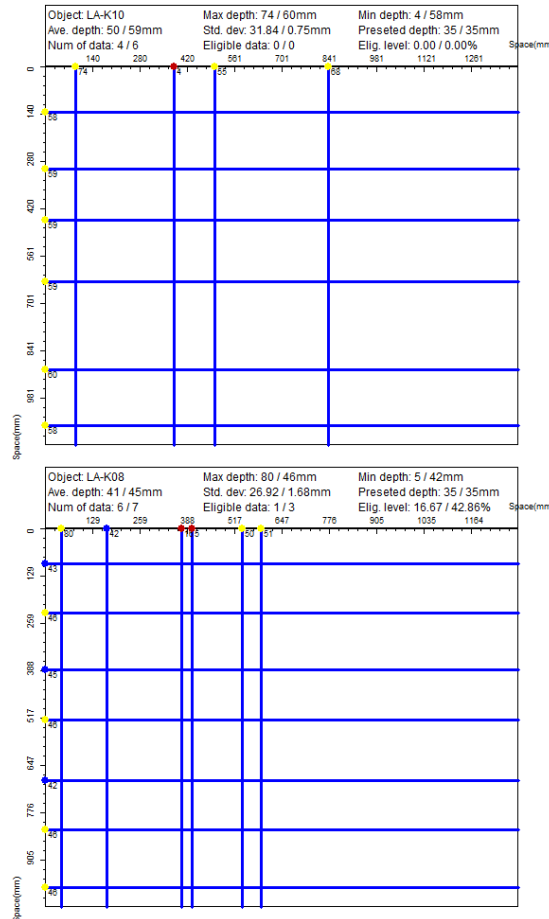 Object: LA-K10 Max depth: 74 / 60mm Min depth: 4 / 58mm
Ave. depth: 50 / 59mm Std. dev: 31.84 / 0.75mm Preseted depth: 35 / 35mm
Num of data: 4 / 6 Eligible data: 0 / 0 Elig. level: 0.00 / 0.00% Space(mm
140 280 420 561 701 841 981 1121 1261
0
74 4 55 68
58
140
59
280
59
420
561
59
701
841
60
981
58
Space(mm)
Object: LA-K08 Max depth: 80 / 46mm Min depth: 5 / 42mm
Ave. depth: 41 / 45mm Std. dev: 26.92 / 1.68mm Preseted depth: 35 / 35mm
Num of data: 6 / 7 Eligible data: 1 / 3 Elig. level: 16.67 / 42.86% Space(mm
129 259 388 517 647 776 905 1035 1164
0
80 42 50 51
43
129
46
259
45
388
46
517
647
42
776
46
905
46
Space(mm)